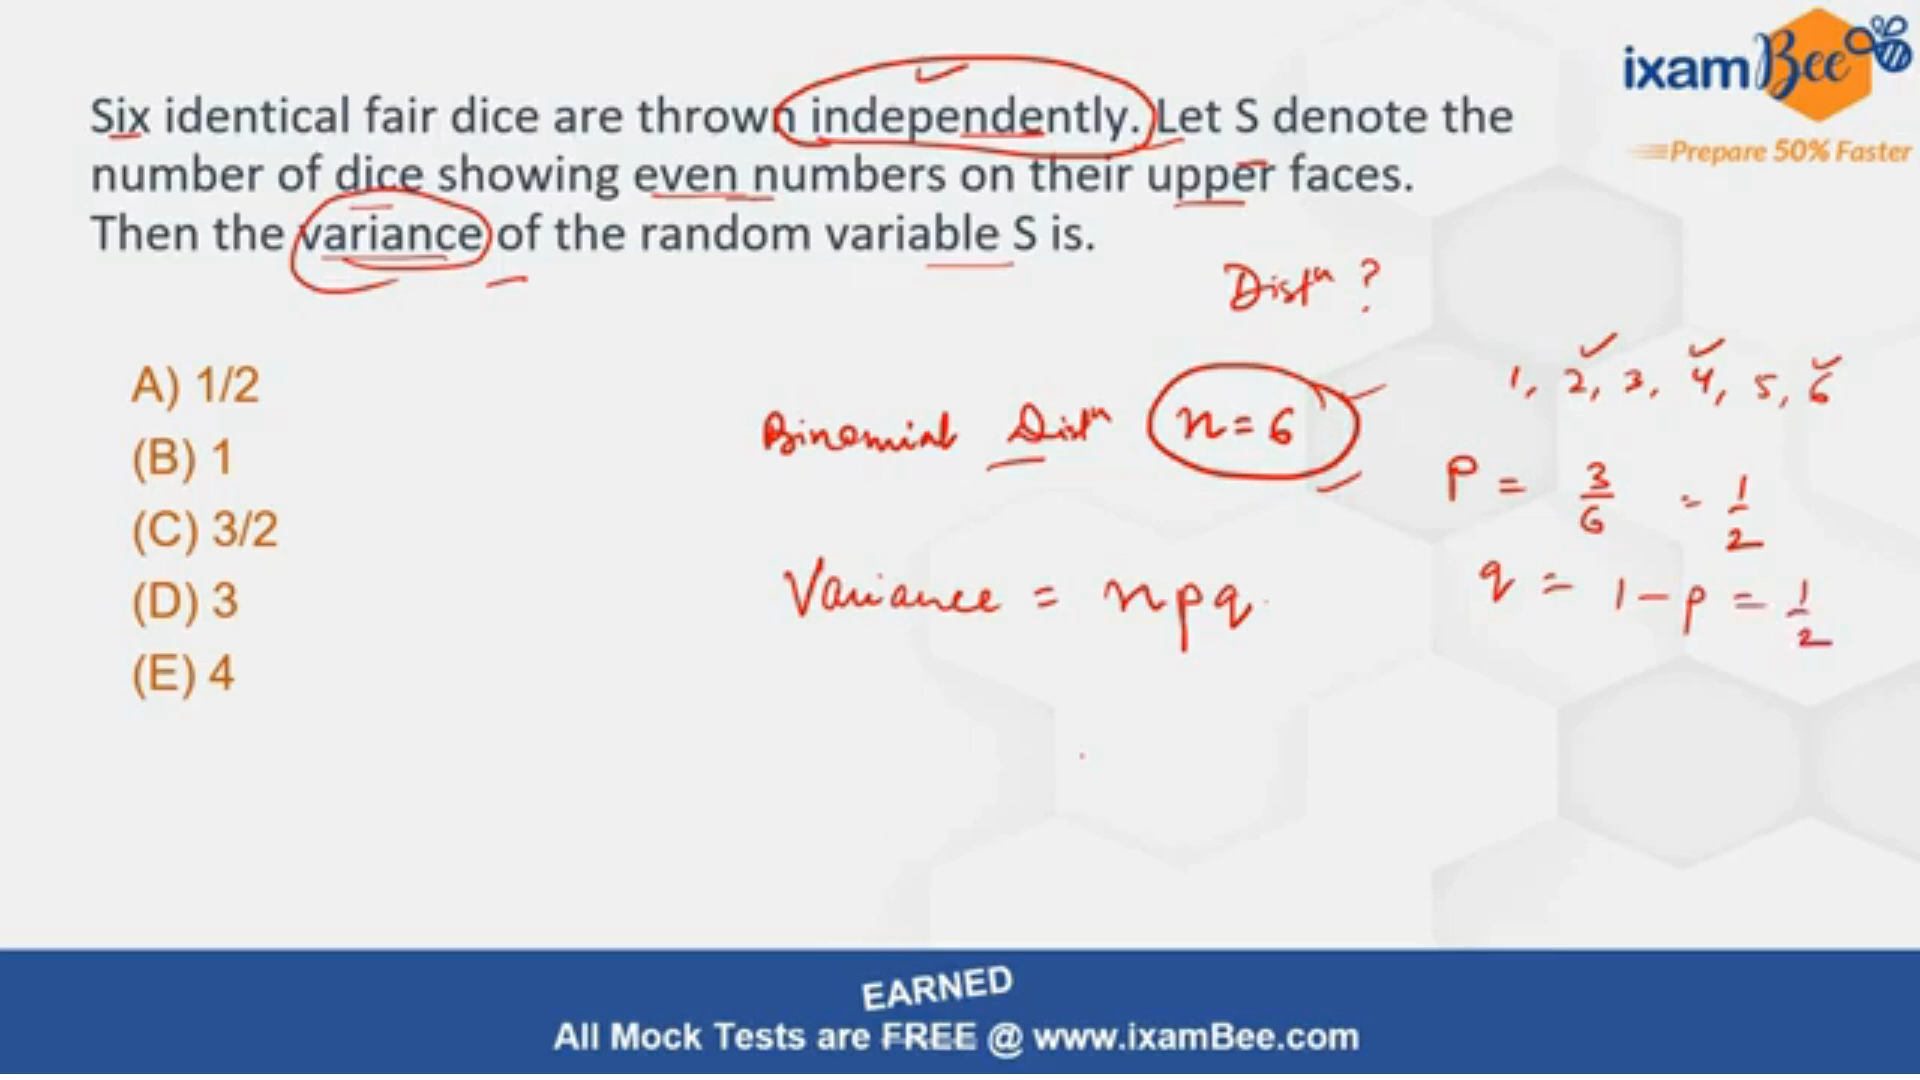 ixamBee
Prepare 50% Faster
Six identical fair dice are thrown independently. Let S denote the
number of dice showing even numbers on their upper faces.
Then the variance of the random variable S is.
Distn ?
A) 1/2
(B) 1
(C) 3/2
(D) 3
(E) 4
1, 2, 3, 4, 5, 6
Binomial Distn n = 6
P = 3/6 = 1/2
Variance = npq
q = 1 - p = 1/2
EARNED
All Mock Tests are FREE @ www.ixamBee.com